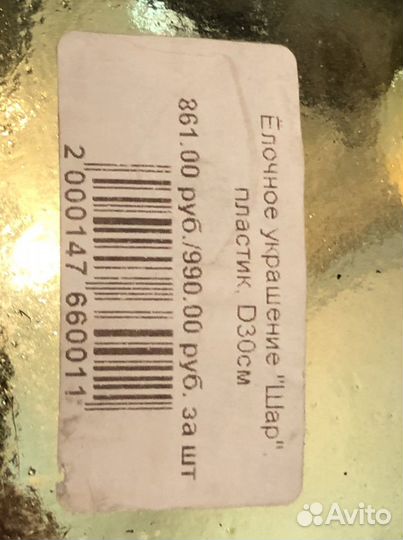 Ёлочное украшение "Шар".
пластик, D30см
861.00 руб./990.00 руб. за шт
2 000147 660011
Avito